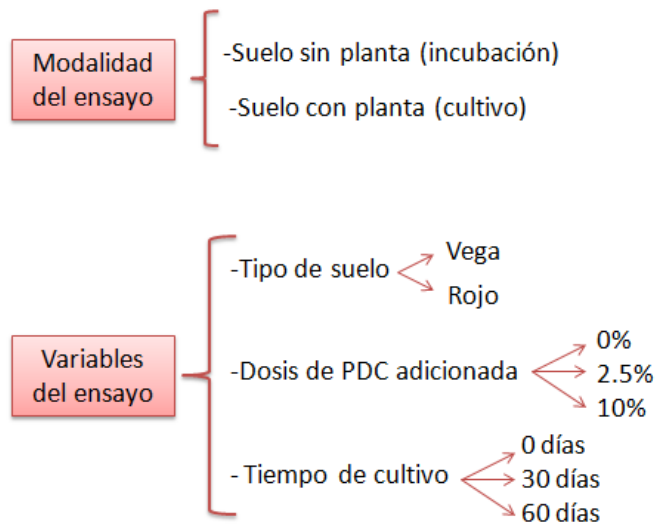 Modalidad
del ensayo
-Suelo sin planta (incubación)
-Suelo con planta (cultivo)
Variables
del ensayo
-Tipo de suelo
Vega
Rojo
-Dosis de PDC adicionada
0%
2.5%
10%
- Tiempo de cultivo
0 días
30 días
60 días